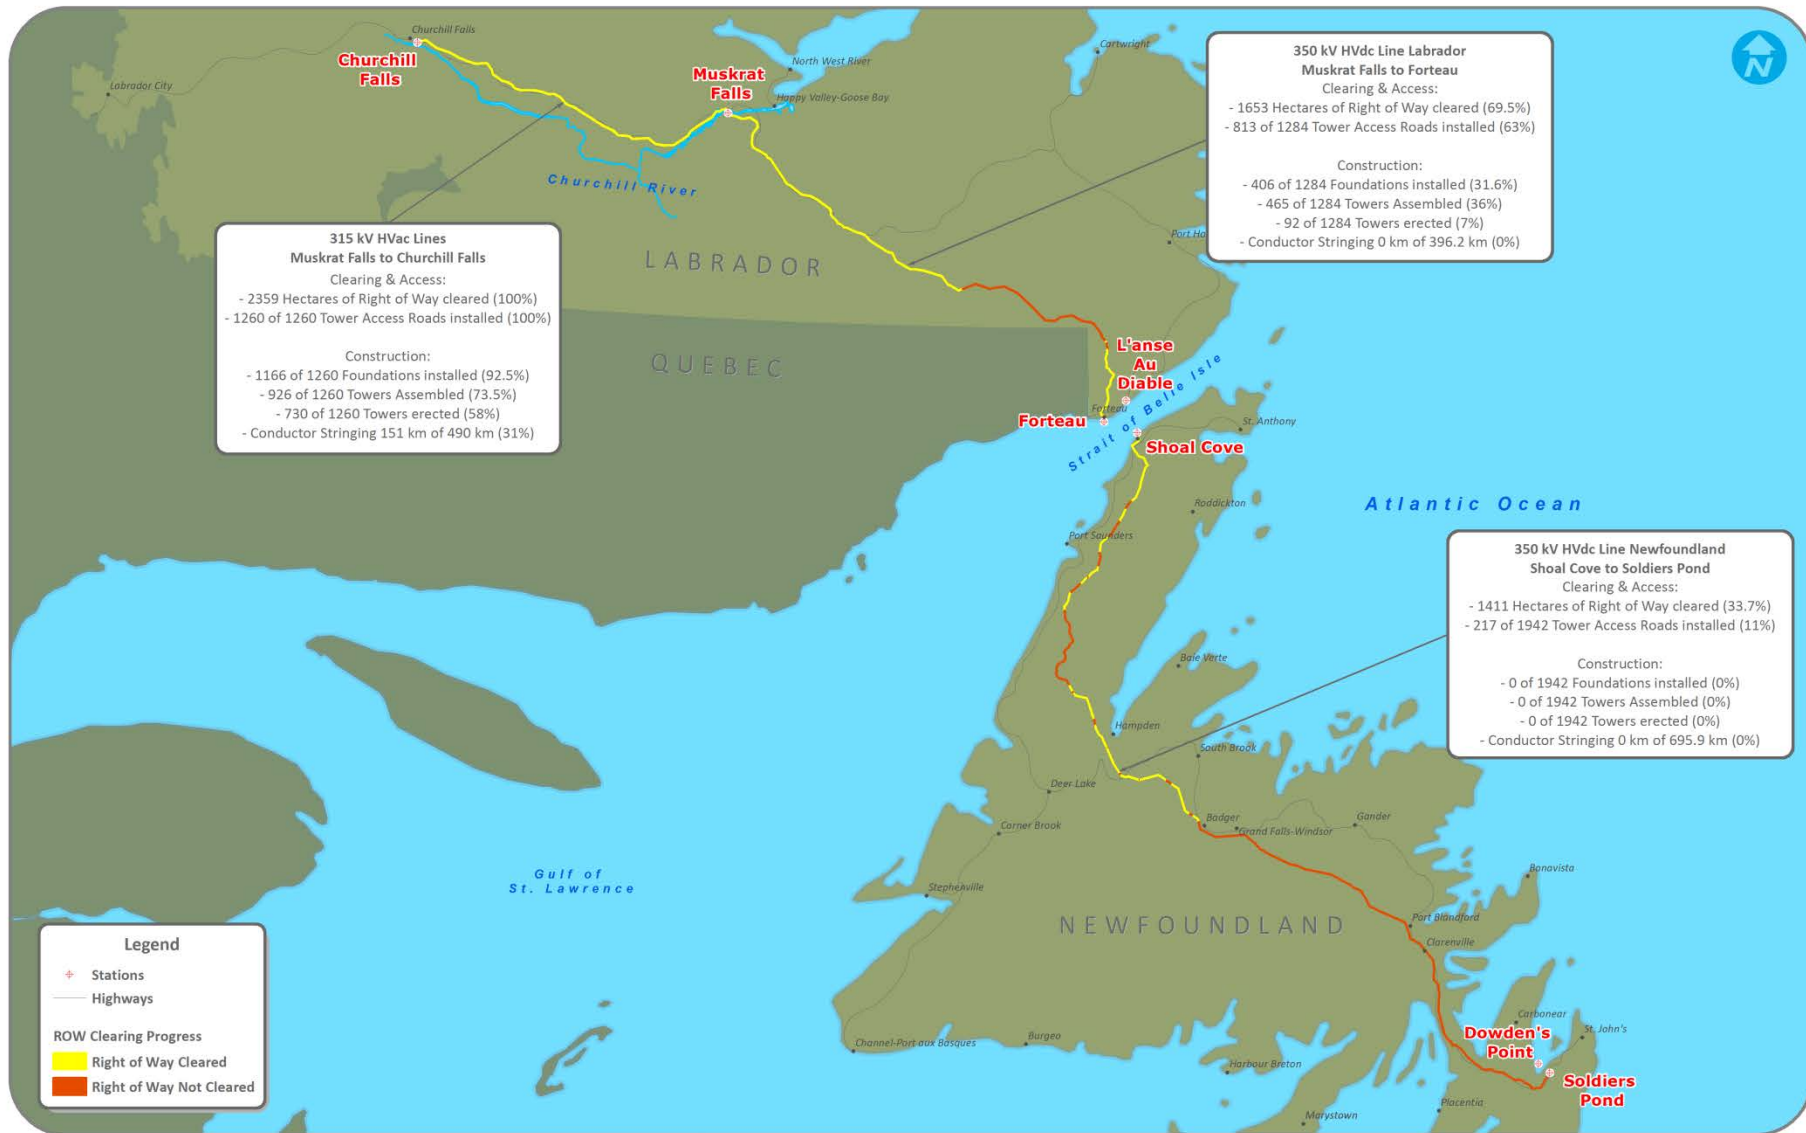 Churchill Falls
Churchill
Falls
Labrador City
Muskrat
Falls
North West River
Happy Valley-Goose Bay
Cartwright
N
350 kV HVdc Line Labrador
Muskrat Falls to Forteau
Clearing & Access:
- 1653 Hectares of Right of Way cleared (69.5%)
- 813 of 1284 Tower Access Roads installed (63%)
Construction:
- 406 of 1284 Foundations installed (31.6%)
- 465 of 1284 Towers Assembled (36%)
- 92 of 1284 Towers erected (7%)
- Conductor Stringing 0 km of 396.2 km (0%)
Churchill River
Port Ho
315 kV HVac Lines
Muskrat Falls to Churchill Falls
Clearing & Access:
- 2359 Hectares of Right of Way cleared (100%)
- 1260 of 1260 Tower Access Roads installed (100%)
Construction:
- 1166 of 1260 Foundations installed (92.5%)
- 926 of 1260 Towers Assembled (73.5%)
- 730 of 1260 Towers erected (58%)
- Conductor Stringing 151 km of 490 km (31%)
LABRADOR
QUEBEC
L'anse
Au
Diable
Forteau
Forteau
Strait of Belle Isle
St. Anthony
Shoal Cove
Roddickton
Atlantic Ocean
Port Saunders
350 kV HVdc Line Newfoundland
Shoal Cove to Soldiers Pond
Clearing & Access:
- 1411 Hectares of Right of Way cleared (33.7%)
- 217 of 1942 Tower Access Roads installed (11%)
Construction:
- 0 of 1942 Foundations installed (0%)
- 0 of 1942 Towers Assembled (0%)
- 0 of 1942 Towers erected (0%)
- Conductor Stringing 0 km of 695.9 km (0%)
Baie Verte
Hampden
South Brook
Deer Lake
Badger
Grand Falls-Windsor
Gander
Corner Brook
Gulf of
St. Lawrence
Stephenville
Bonavista
NEWFOUNDLAND
Port Blandford
Clarenville
Carbonear
St. John's
Dowden's
Point
Soldiers
Pond
Channel-Port aux Basques
Burgeo
Harbour Breton
Placentia
Marystown
Legend
Stations
Highways
ROW Clearing Progress
Right of Way Cleared
Right of Way Not Cleared